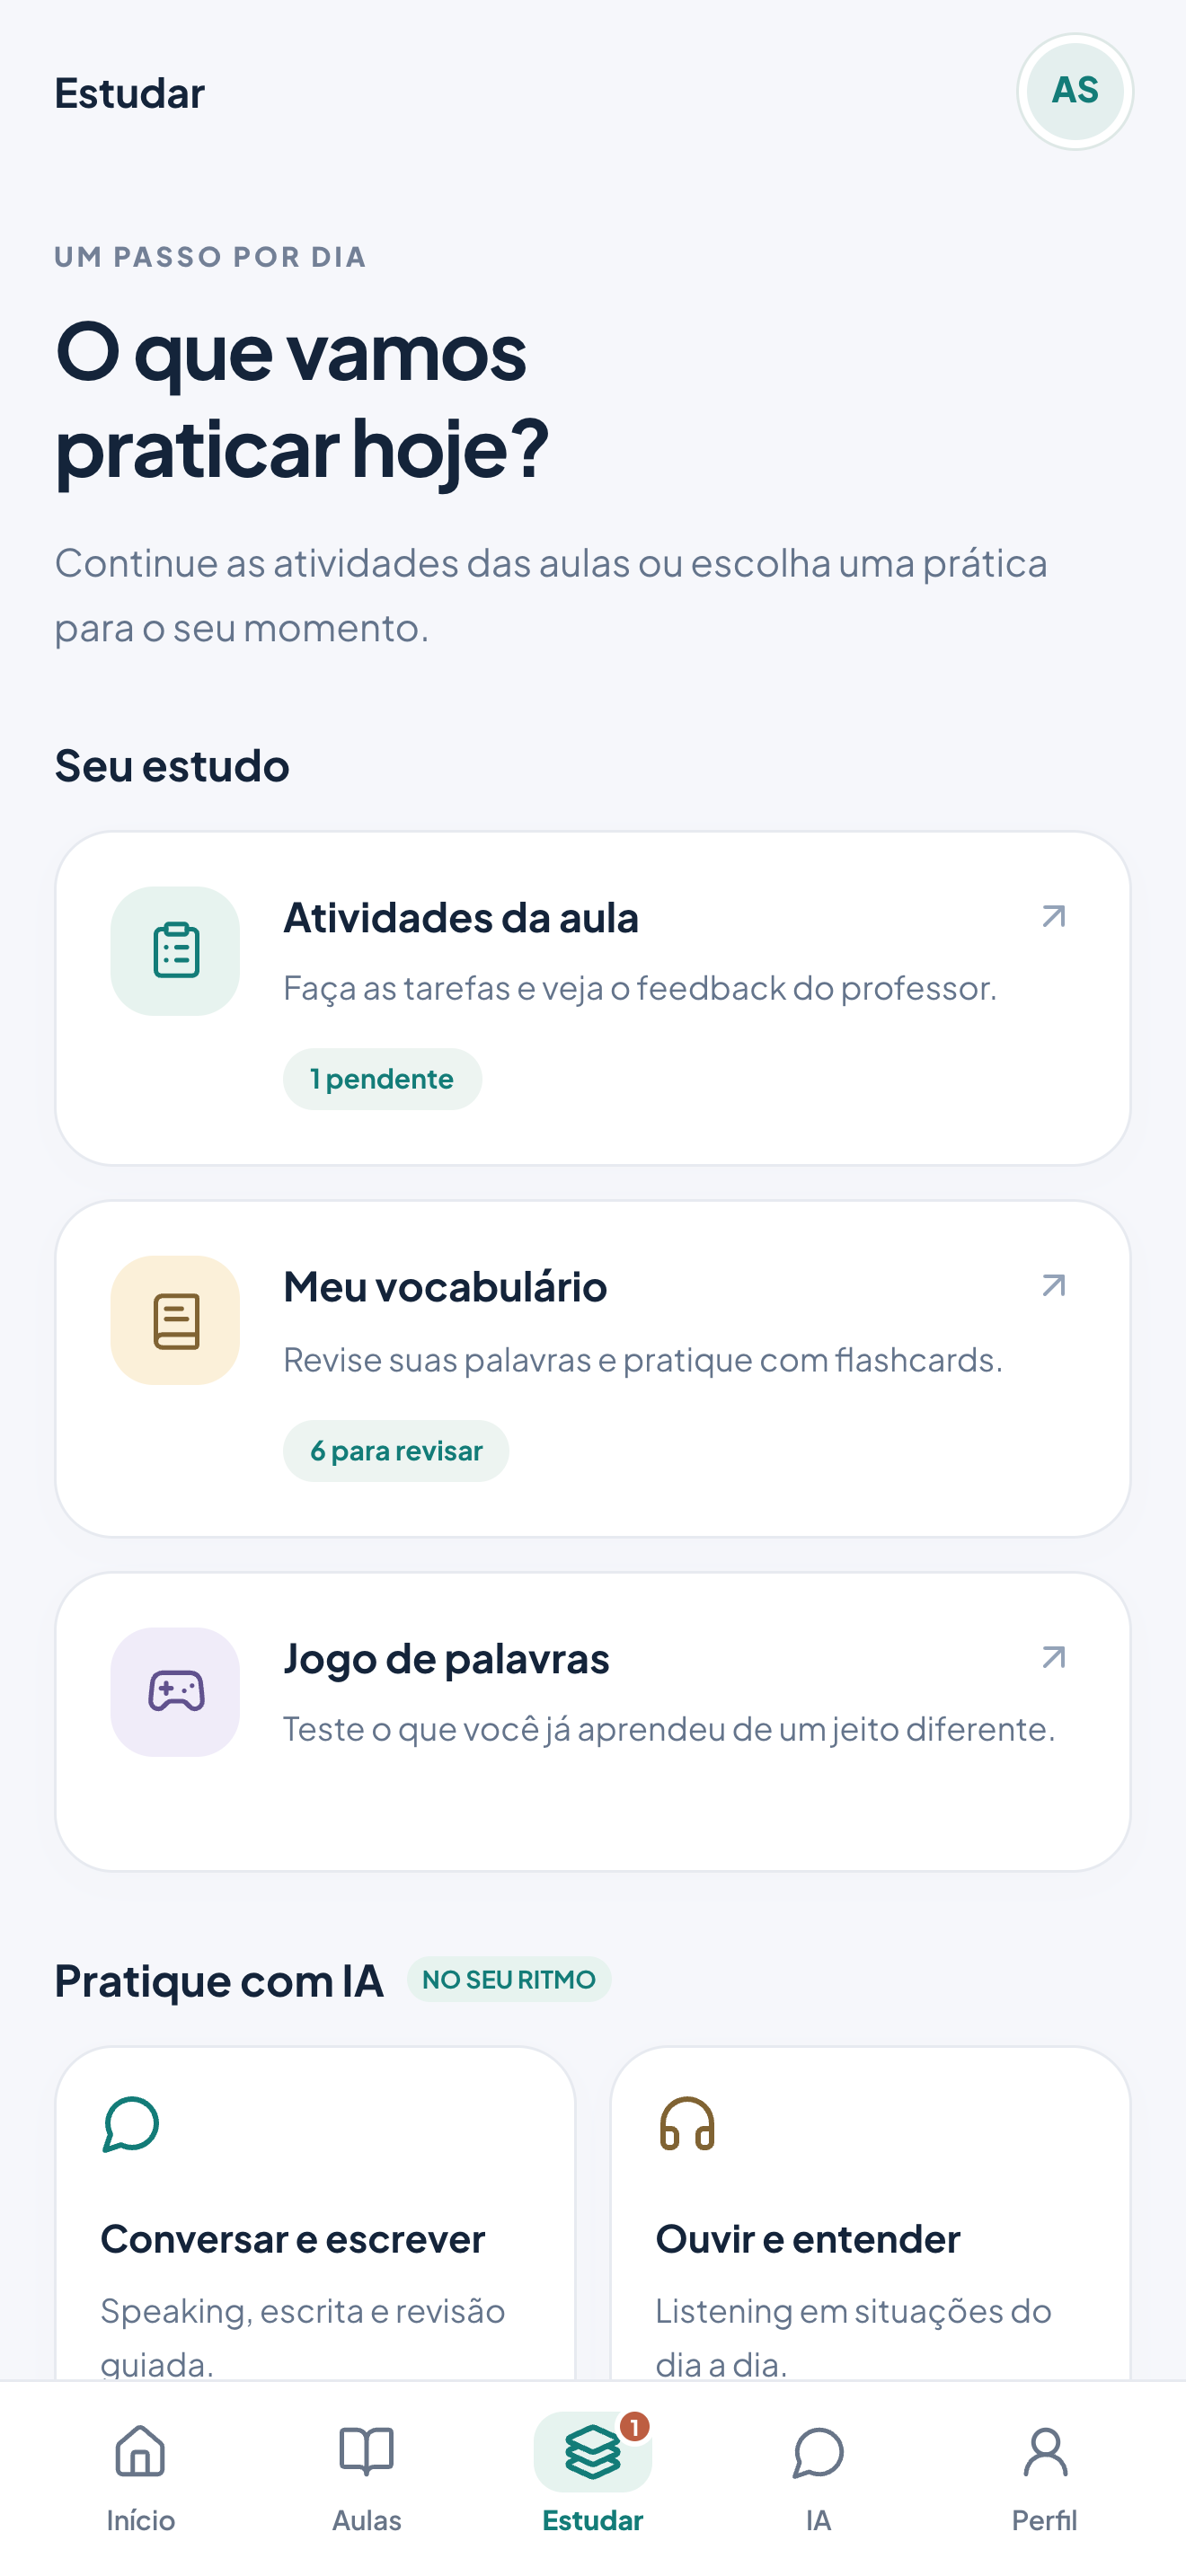 Estudar
AS
UM PASSO POR DIA
O que vamos
praticar hoje?
Continue as atividades das aulas ou escolha uma prática
para o seu momento.
Seu estudo
Atividades da aula
Faça as tarefas e veja o feedback do professor.
1 pendente
Meu vocabulário
Revise suas palavras e pratique com flashcards.
6 para revisar
Jogo de palavras
Teste o que você já aprendeu de um jeito diferente.
Pratique com IA
NO SEU RITMO
Conversar e escrever
Speaking, escrita e revisão
guiada.
Ouvir e entender
Listening em situações do
dia a dia.
Início
Aulas
1
Estudar
IA
Perfil